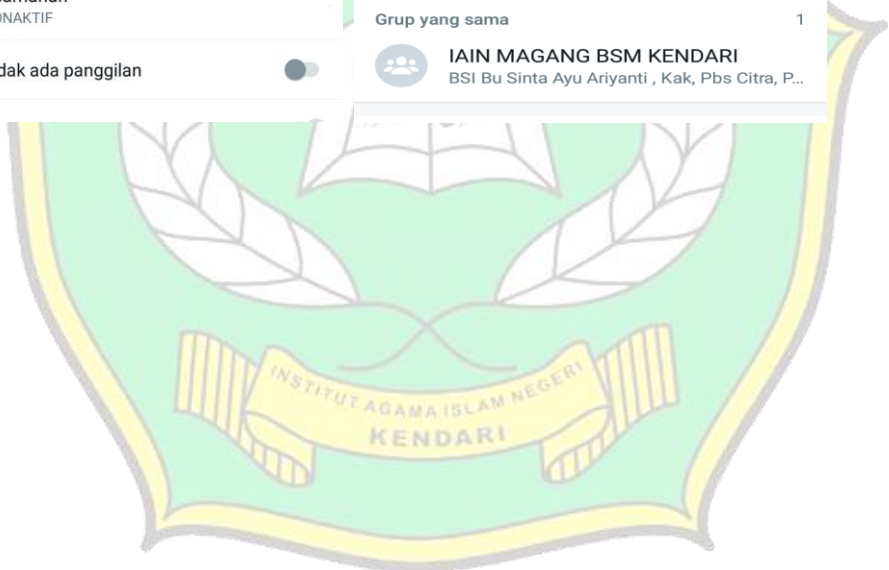 ONAKTIF
dak ada panggilan
Grup yang sama 1
IAIN MAGANG BSM KENDARI
BSI Bu Sinta Ayu Ariyanti , Kak, Pbs Citra, P...
INSTITUT AGAMA ISLAM NEGERI
KENDARI